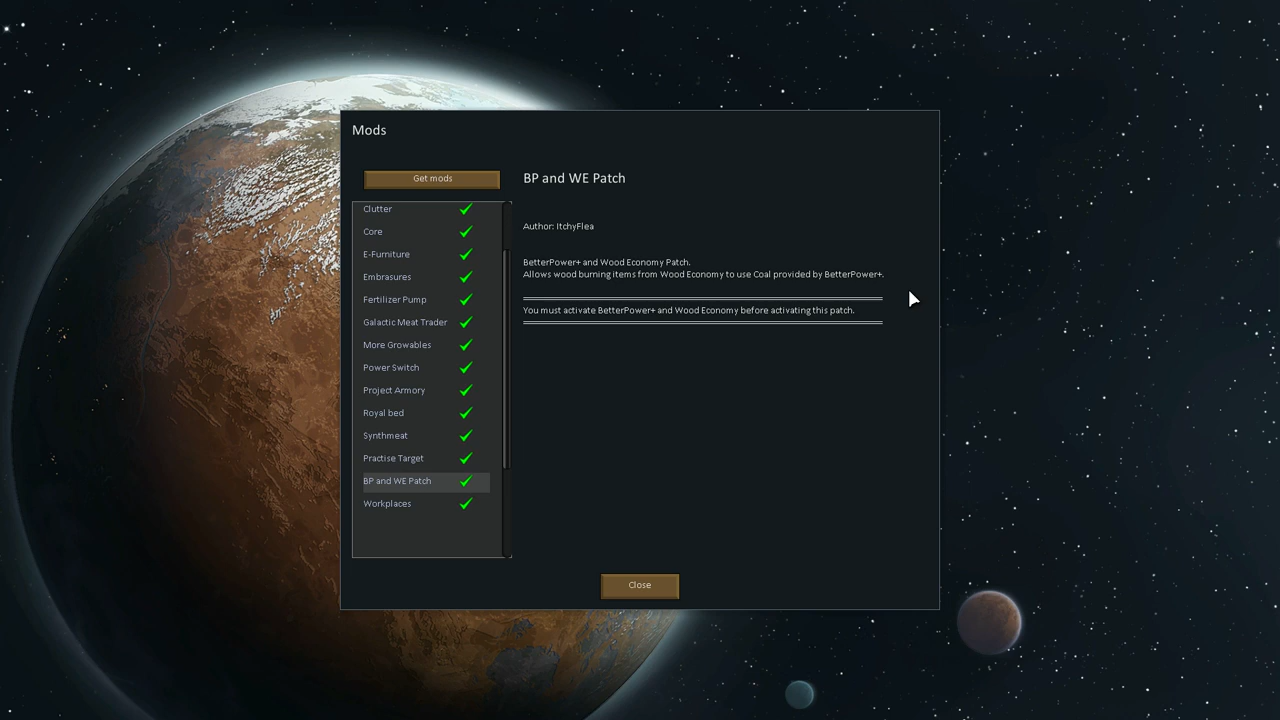 Mods
Get mods
Clutter
Core
E-Furniture
Embrasures
Fertilizer Pump
Galactic Meat Trader
More Growables
Power Switch
Project Armory
Royal bed
Synthmeat
Practise Target
BP and WE Patch
Workplaces
BP and WE Patch
Author: ItchyFlea
BetterPower+ and Wood Economy Patch.
Allows wood burning items from Wood Economy to use Coal provided by BetterPower+.
You must activate BetterPower+ and Wood Economy before activating this patch.
Close